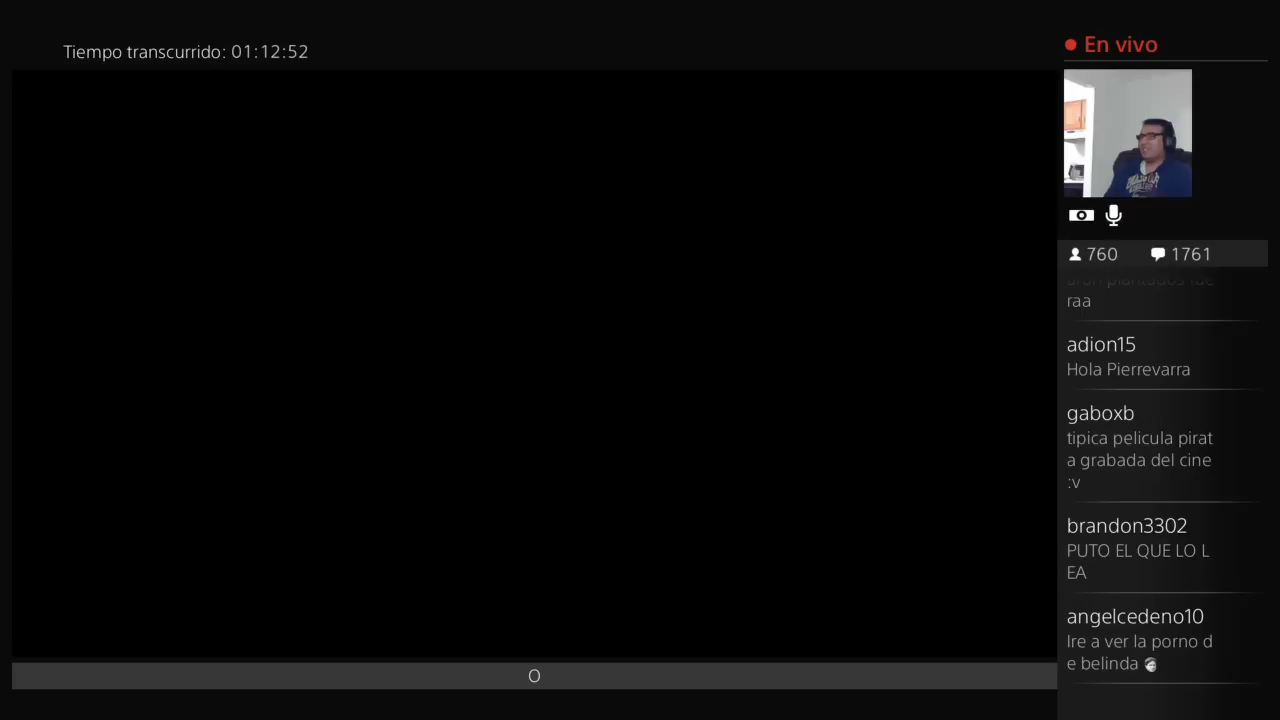 Tiempo transcurrido: 01:12:52
En vivo
760 1761
raa
adion15
Hola Pierrevarra
gaboxb
tipica pelicula pirat
a grabada del cine
:v
brandon3302
PUTO EL QUE LO L
EA
angelcedeno10
Ire a ver la porno d
e belinda
O